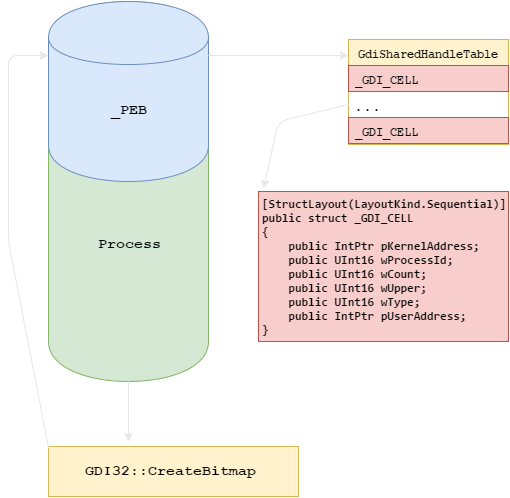 GdiSharedHandleTable
_GDI_CELL
...
_GDI_CELL
_PEB
Process
[StructLayout(LayoutKind.Sequential)]
public struct _GDI_CELL
{
    public IntPtr pKernelAddress;
    public UInt16 wProcessId;
    public UInt16 wCount;
    public UInt16 wUpper;
    public UInt16 wType;
    public IntPtr pUserAddress;
}
GDI32::CreateBitmap